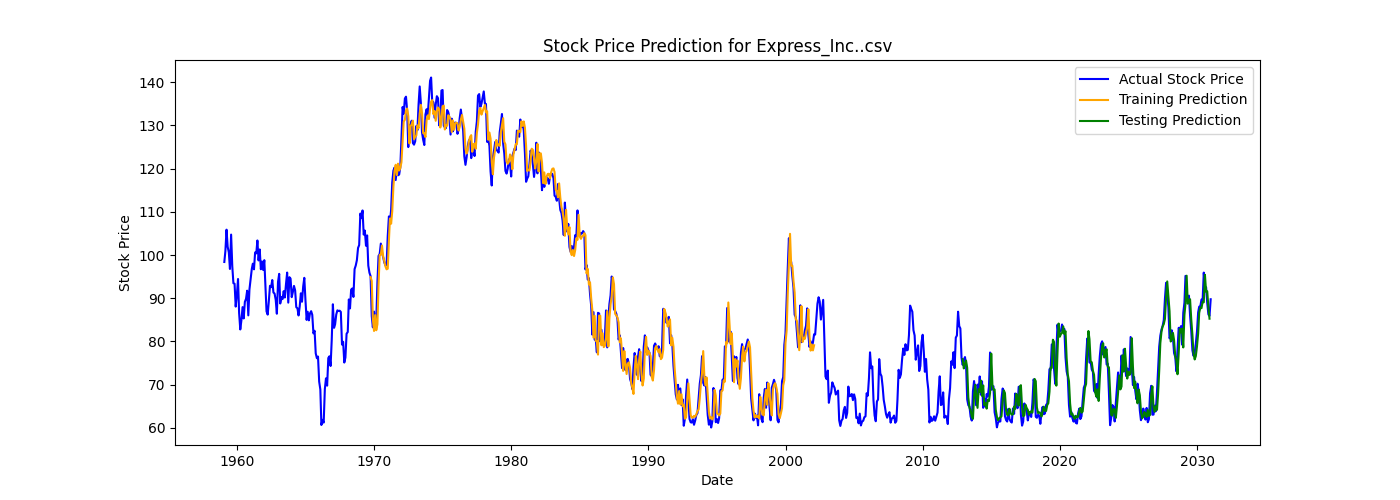 Stock Price Prediction for Express_Inc..csv
Actual Stock Price
Training Prediction
Testing Prediction
Stock Price
140
130
120
110
100
90
80
70
60
1960 1970 1980 1990 2000 2010 2020 2030
Date